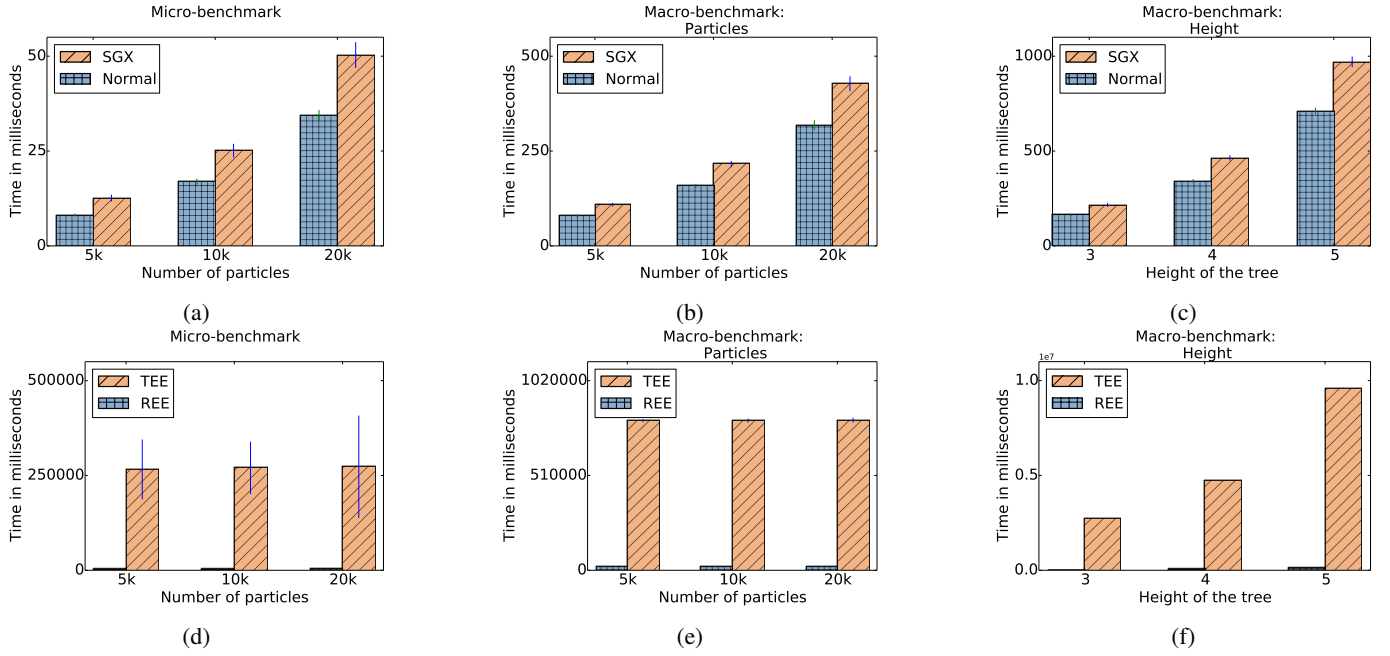 Micro-benchmark
50
25
0
Time in milliseconds
SGX
Normal
5k
10k
20k
Number of particles
(a)
Macro-benchmark:
Particles
500
250
0
Time in milliseconds
SGX
Normal
5k
10k
20k
Number of particles
(b)
Macro-benchmark:
Height
1000
500
0
Time in milliseconds
SGX
Normal
3
4
5
Height of the tree
(c)
Micro-benchmark
500000
250000
0
Time in milliseconds
TEE
REE
5k
10k
20k
Number of particles
(d)
Macro-benchmark:
Particles
1020000
510000
0
Time in milliseconds
TEE
REE
5k
10k
20k
Number of particles
(e)
Macro-benchmark:
Height
1e7
1.0
0.5
0.0
Time in milliseconds
TEE
REE
3
4
5
Height of the tree
(f)